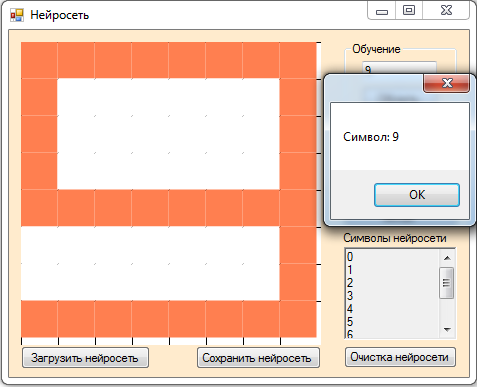 Нейросеть
Обучение
9
Символ: 9
OK
Символы нейросети
0
1
2
3
4
5
6
Загрузить нейросеть
Сохранить нейросеть
Очистка нейросети